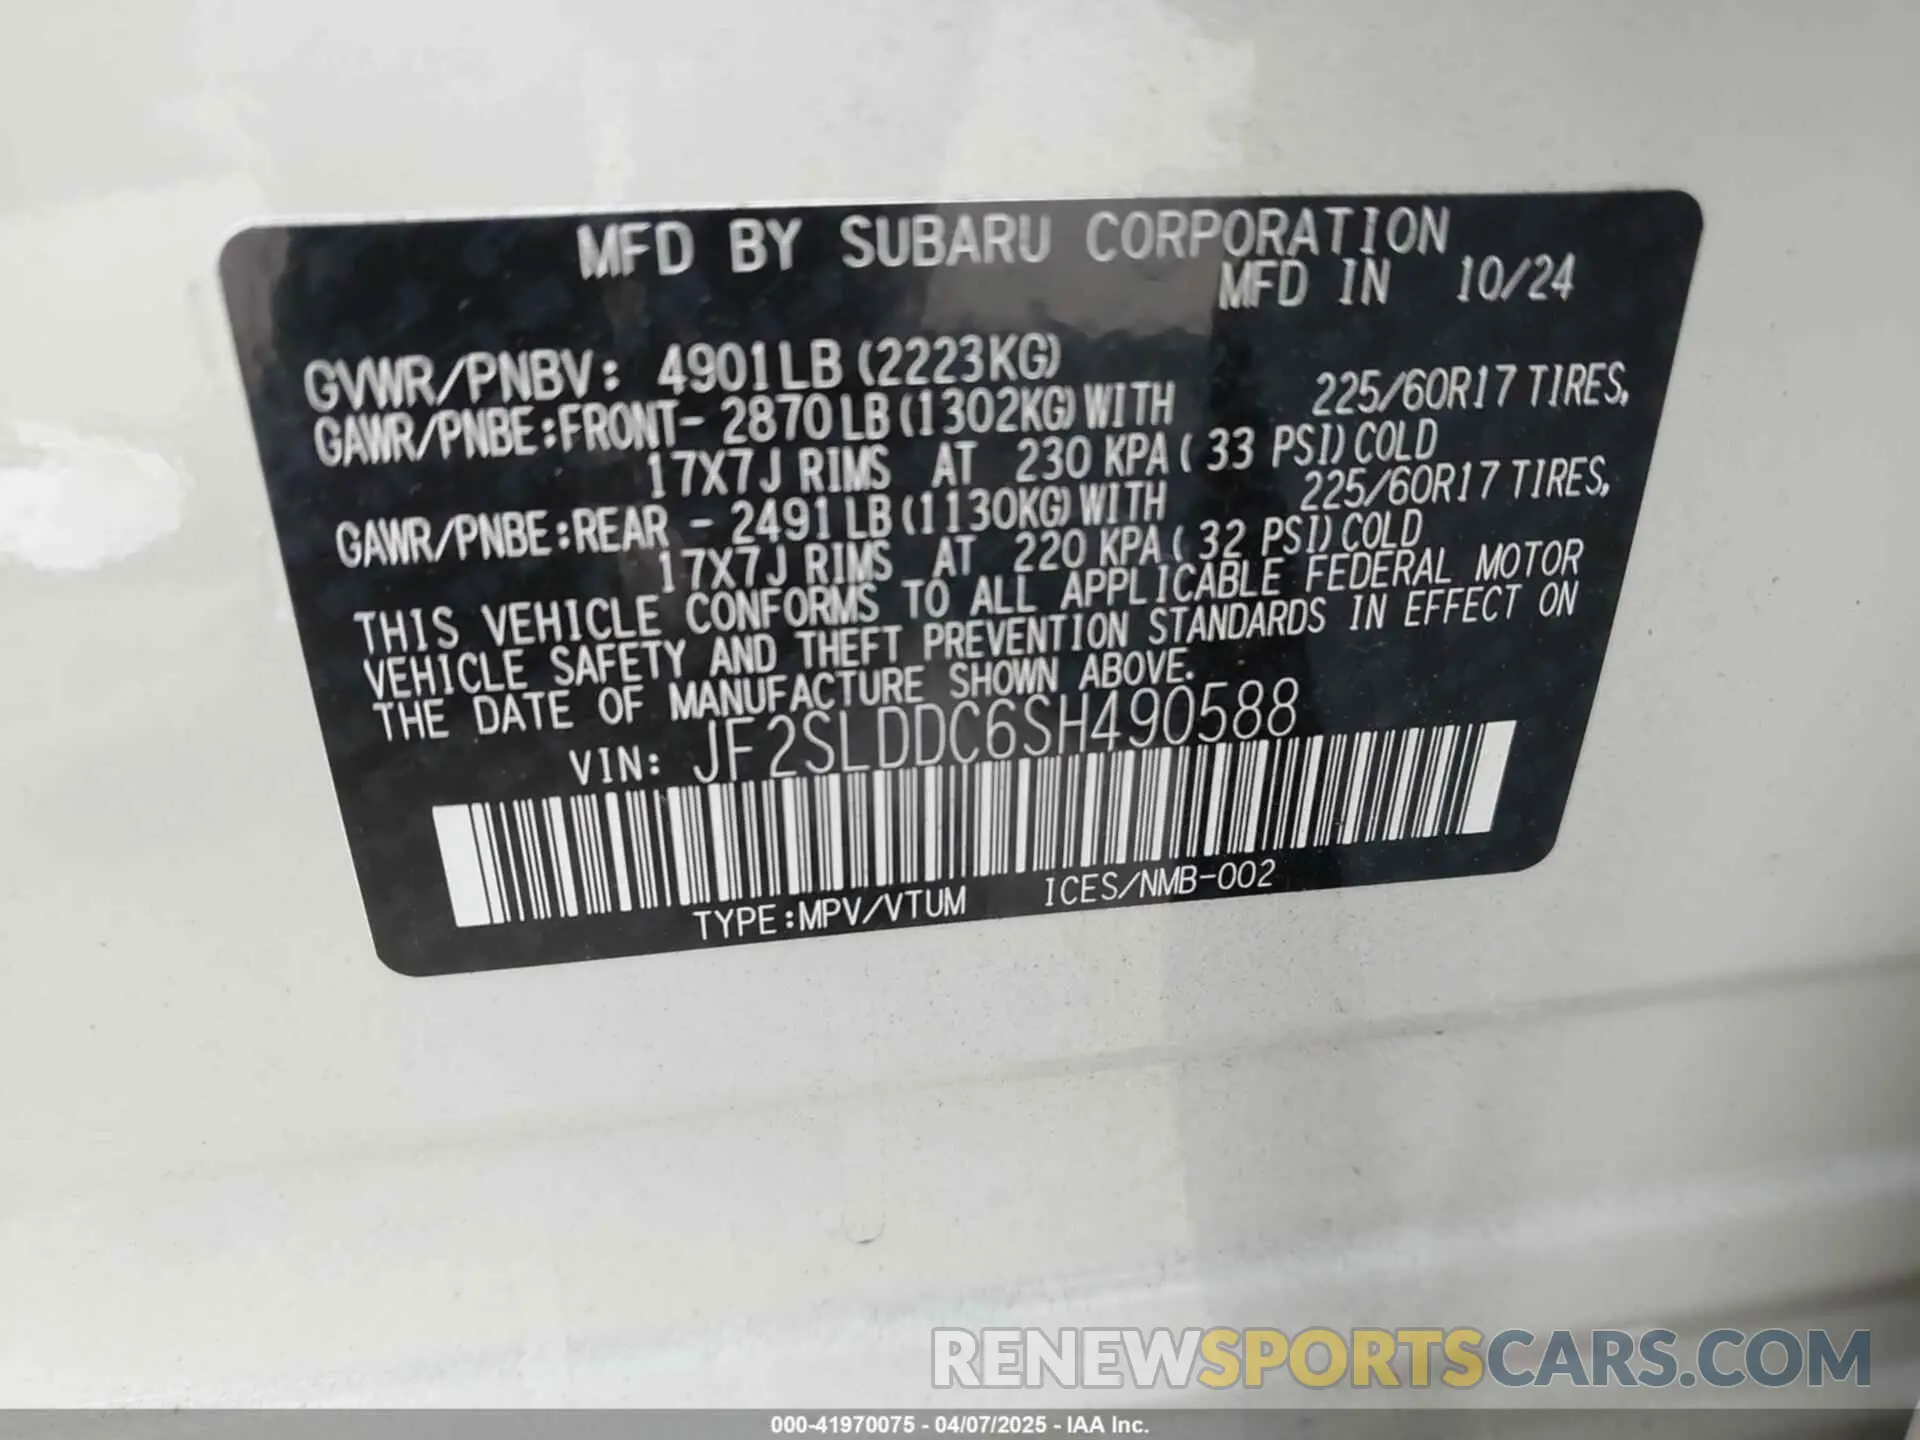 MFD BY SUBARU CORPORATION
MFD IN 10/24
GVWR/PNBV: 4901LB (2223KG)
GAWR/PNBE:FRONT- 2870 LB (1302KG) WITH 225/60R17 TIRES,
17X7J RIMS AT 230 KPA ( 33 PSI) COLD
GAWR/PNBE:REAR - 2491 LB (1130KG) WITH 225/60R17 TIRES,
17X7J RIMS AT 220 KPA ( 32 PSI) COLD
THIS VEHICLE CONFORMS TO ALL APPLICABLE FEDERAL MOTOR
VEHICLE SAFETY AND THEFT PREVENTION STANDARDS IN EFFECT ON
THE DATE OF MANUFACTURE SHOWN ABOVE.
VIN: JF2SLDDC6SH490588
TYPE:MPV/VTUM ICES/NMB-002
RENEWSPORTSCARS.COM
000-41970075 - 04/07/2025 - IAA Inc.